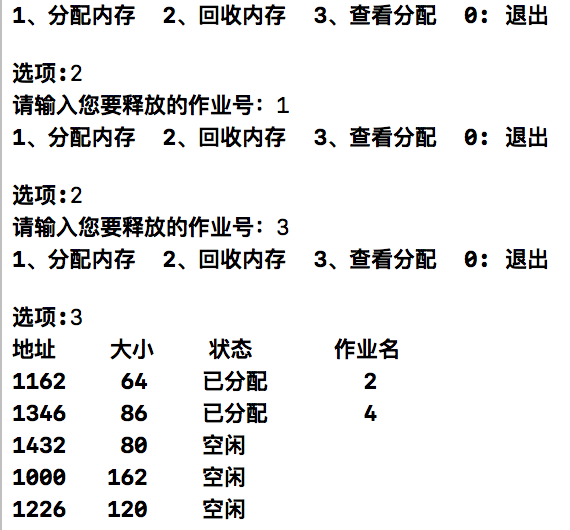 1、分配内存  2、回收内存  3、查看分配  0: 退出
选项:2
请输入您要释放的作业号: 1
1、分配内存  2、回收内存  3、查看分配  0: 退出
选项:2
请输入您要释放的作业号: 3
1、分配内存  2、回收内存  3、查看分配  0: 退出
选项:3
地址    大小    状态      作业名
1162    64    已分配       2
1346    86    已分配       4
1432    80    空闲
1000   162    空闲
1226   120    空闲